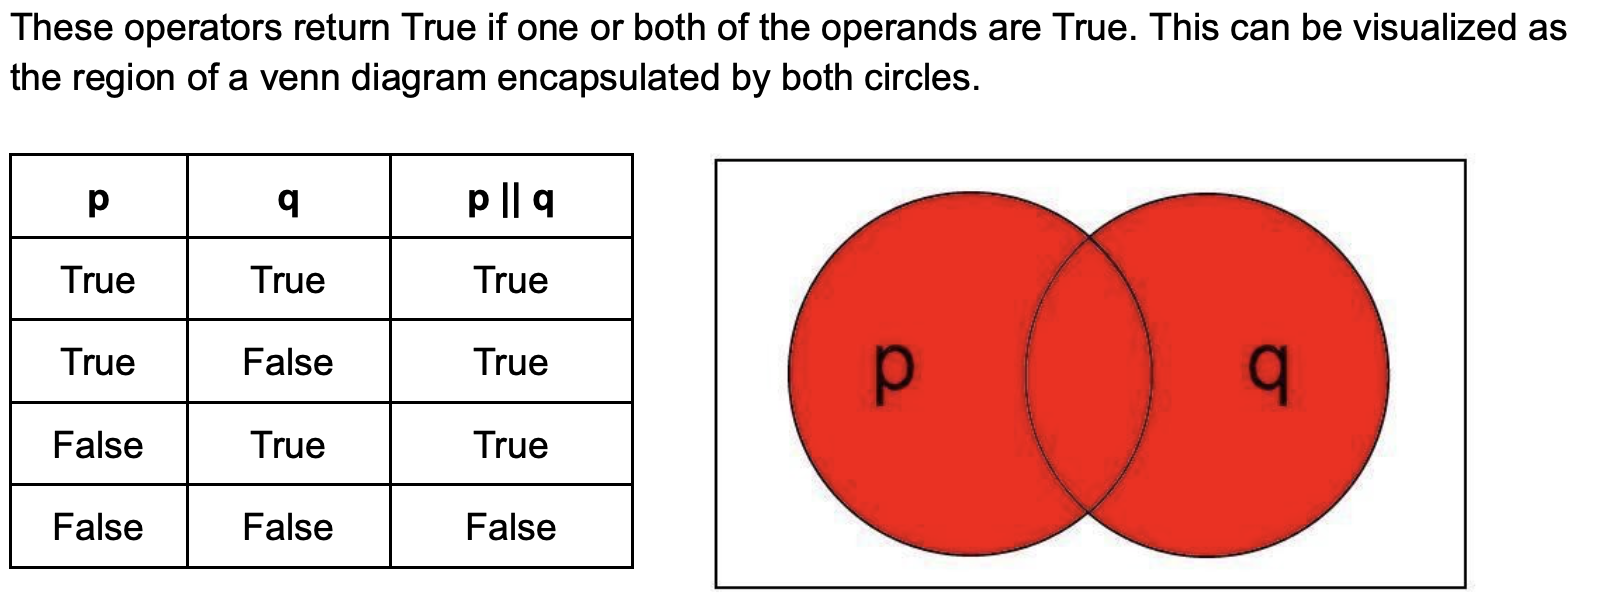 These operators return True if one or both of the operands are True. This can be visualized as
the region of a venn diagram encapsulated by both circles.
p q p || q
True True True
True False True
False True True
False False False
p q